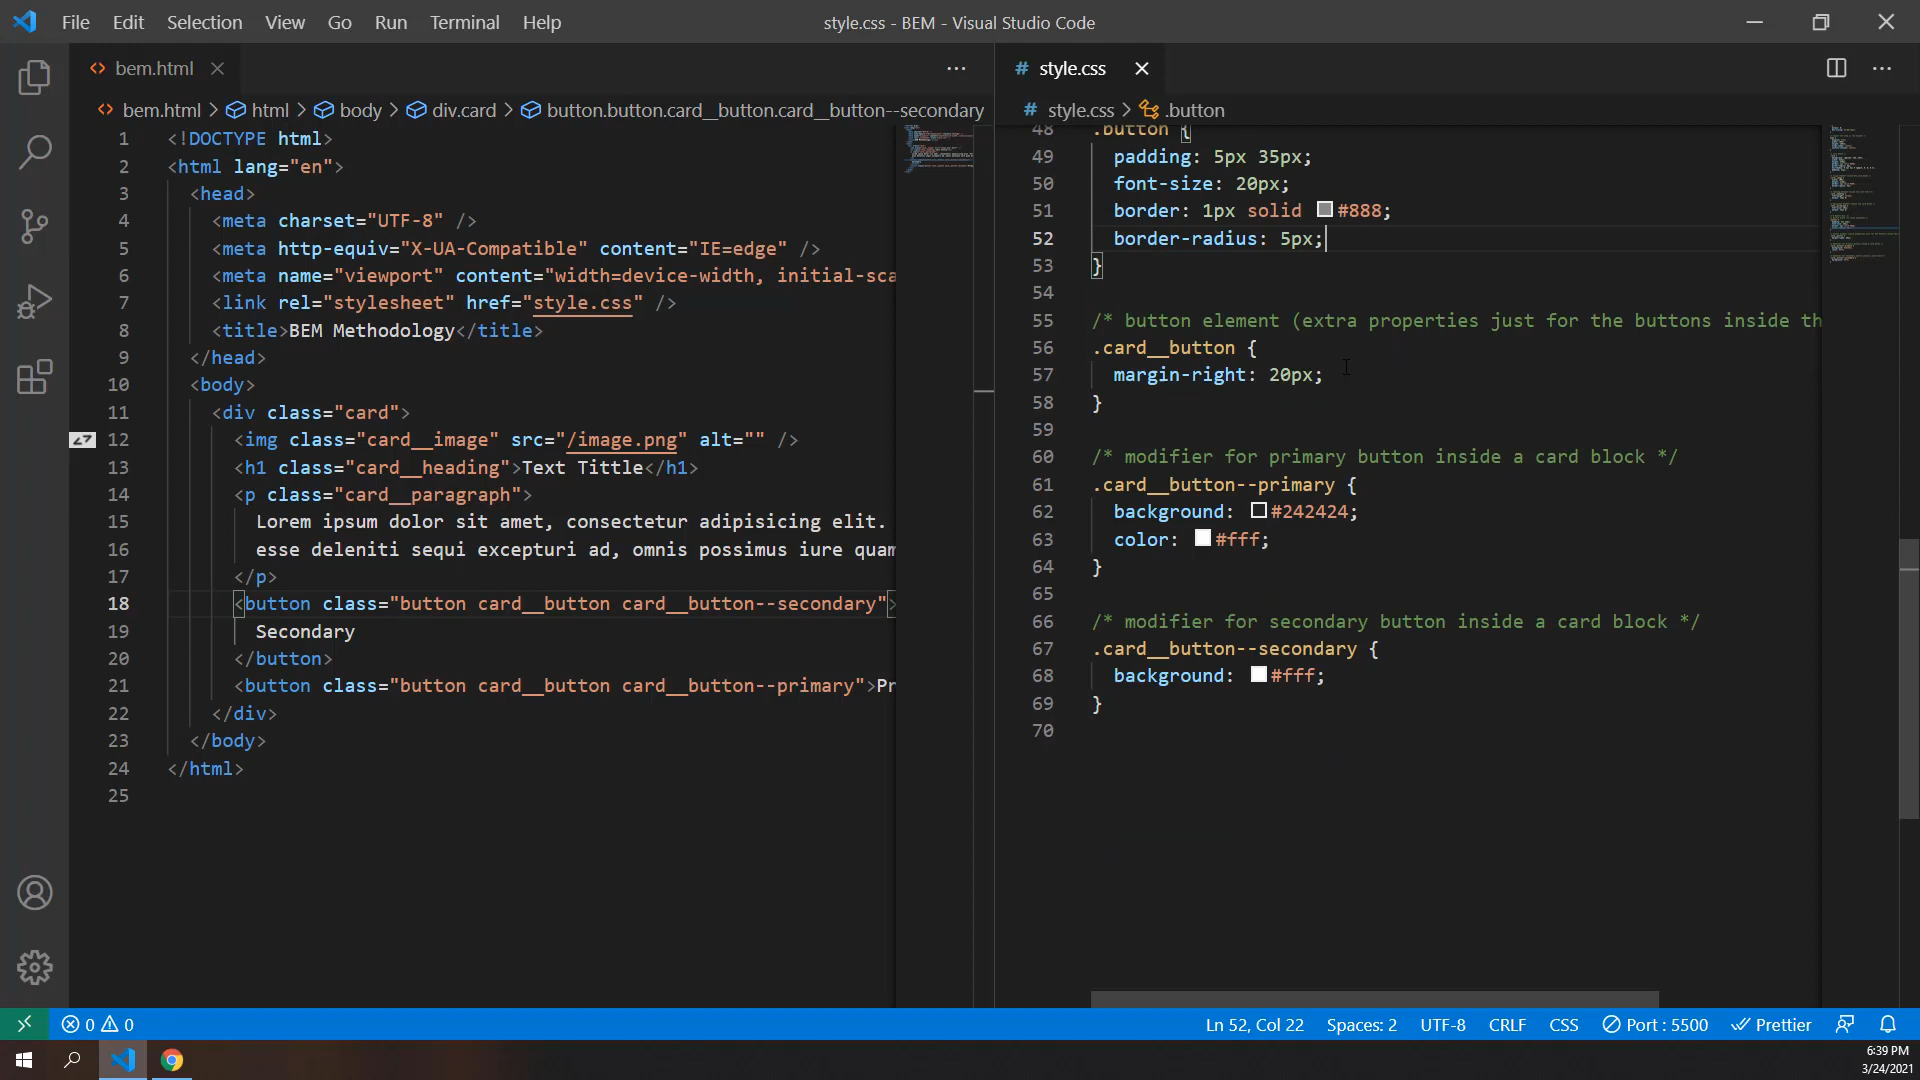 File Edit Selection View Go Run Terminal Help style.css - BEM - Visual Studio Code
bem.html
bem.html > html > body > div.card > button.button.card__button.card__button--secondary
1 <!DOCTYPE html>
2 <html lang="en">
3 <head>
4 <meta charset="UTF-8" />
5 <meta http-equiv="X-UA-Compatible" content="IE=edge" />
6 <meta name="viewport" content="width=device-width, initial-sca
7 <link rel="stylesheet" href="style.css" />
8 <title>BEM Methodology</title>
9 </head>
10 <body>
11 <div class="card">
12 <img class="card__image" src="/image.png" alt="" />
13 <h1 class="card__heading">Text Tittle</h1>
14 <p class="card__paragraph">
15 Lorem ipsum dolor sit amet, consectetur adipisicing elit.
16 esse deleniti sequi excepturi ad, omnis possimus iure quam
17 </p>
18 <button class="button card__button card__button--secondary">
19 Secondary
20 </button>
21 <button class="button card__button card__button--primary">Pr
22 </div>
23 </body>
24 </html>
25
# style.css
# style.css > .button
48 .button {
49 padding: 5px 35px;
50 font-size: 20px;
51 border: 1px solid #888;
52 border-radius: 5px;
53 }
54
55 /* button element (extra properties just for the buttons inside th
56 .card__button {
57 margin-right: 20px;
58 }
59
60 /* modifier for primary button inside a card block */
61 .card__button--primary {
62 background: #242424;
63 color: #fff;
64 }
65
66 /* modifier for secondary button inside a card block */
67 .card__button--secondary {
68 background: #fff;
69 }
70
0 0 Ln 52, Col 22 Spaces: 2 UTF-8 CRLF CSS Port : 5500 Prettier
6:39 PM
3/24/2021